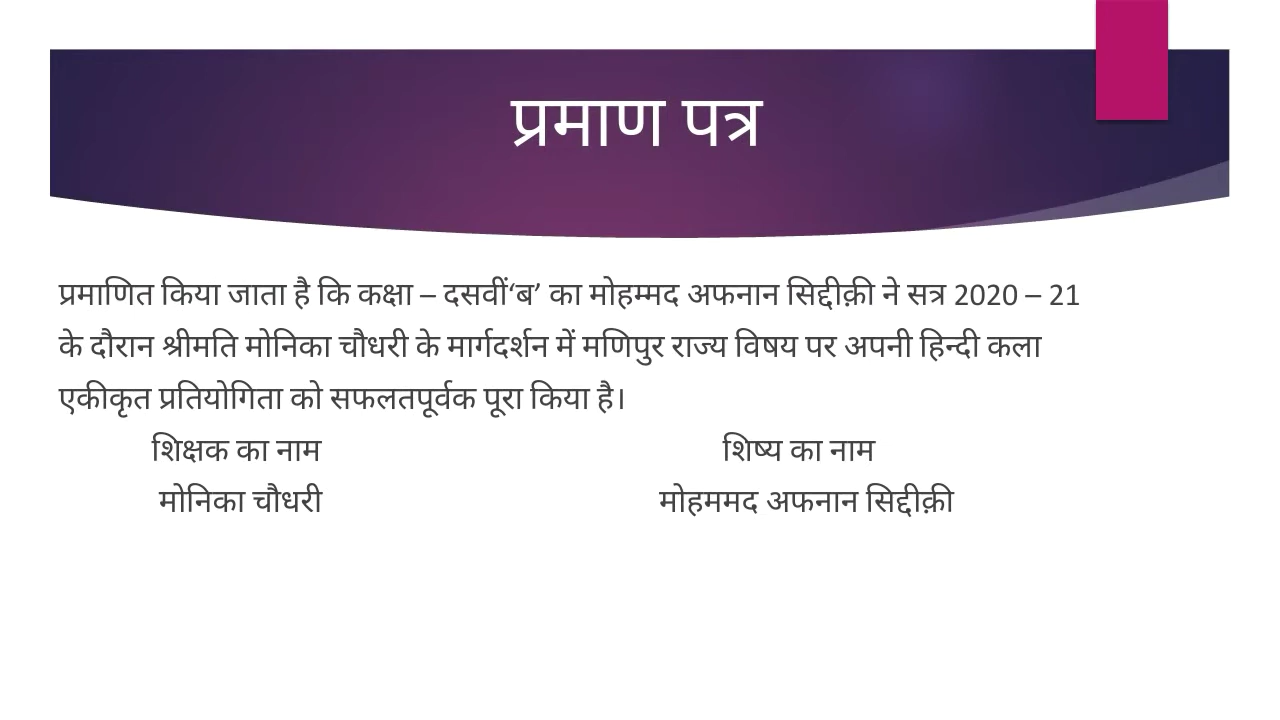 प्रमाण पत्र
प्रमाणित किया जाता है कि कक्षा – दसवीं‘ब’ का मोहम्मद अफनान सिद्दीक़ी ने सत्र 2020 – 21
के दौरान श्रीमति मोनिका चौधरी के मार्गदर्शन में मणिपुर राज्य विषय पर अपनी हिन्दी कला
एकीकृत प्रतियोगिता को सफलतपूर्वक पूरा किया है।
शिक्षक का नाम शिष्य का नाम
मोनिका चौधरी मोहममद अफनान सिद्दीक़ी